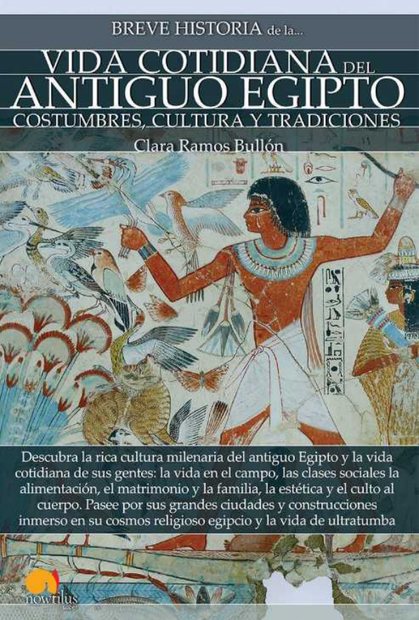 BREVE HISTORIA de la...
VIDA COTIDIANA DEL
ANTIGUO EGIPTO
COSTUMBRES, CULTURA Y TRADICIONES
Clara Ramos Bullón
Descubra la rica cultura milenaria del antiguo Egipto y la vida
cotidiana de sus gentes: la vida en el campo, las clases sociales la
alimentación, el matrimonio y la familia, la estética y el culto al
cuerpo. Pasee por sus grandes ciudades y construcciones
inmerso en su cosmos religioso egipcio y la vida de ultratumba
nowtilus